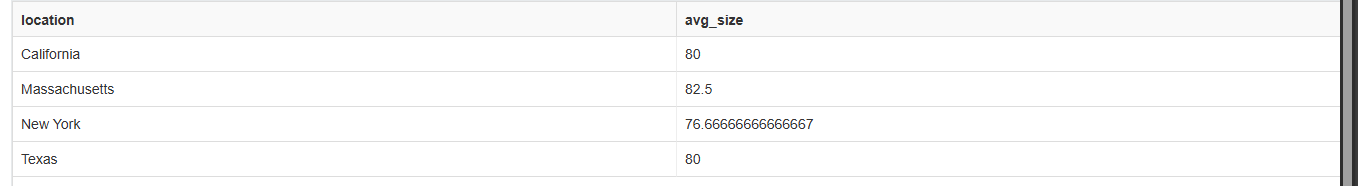 location avg_size
California 80
Massachusetts 82.5
New York 76.66666666666667
Texas 80